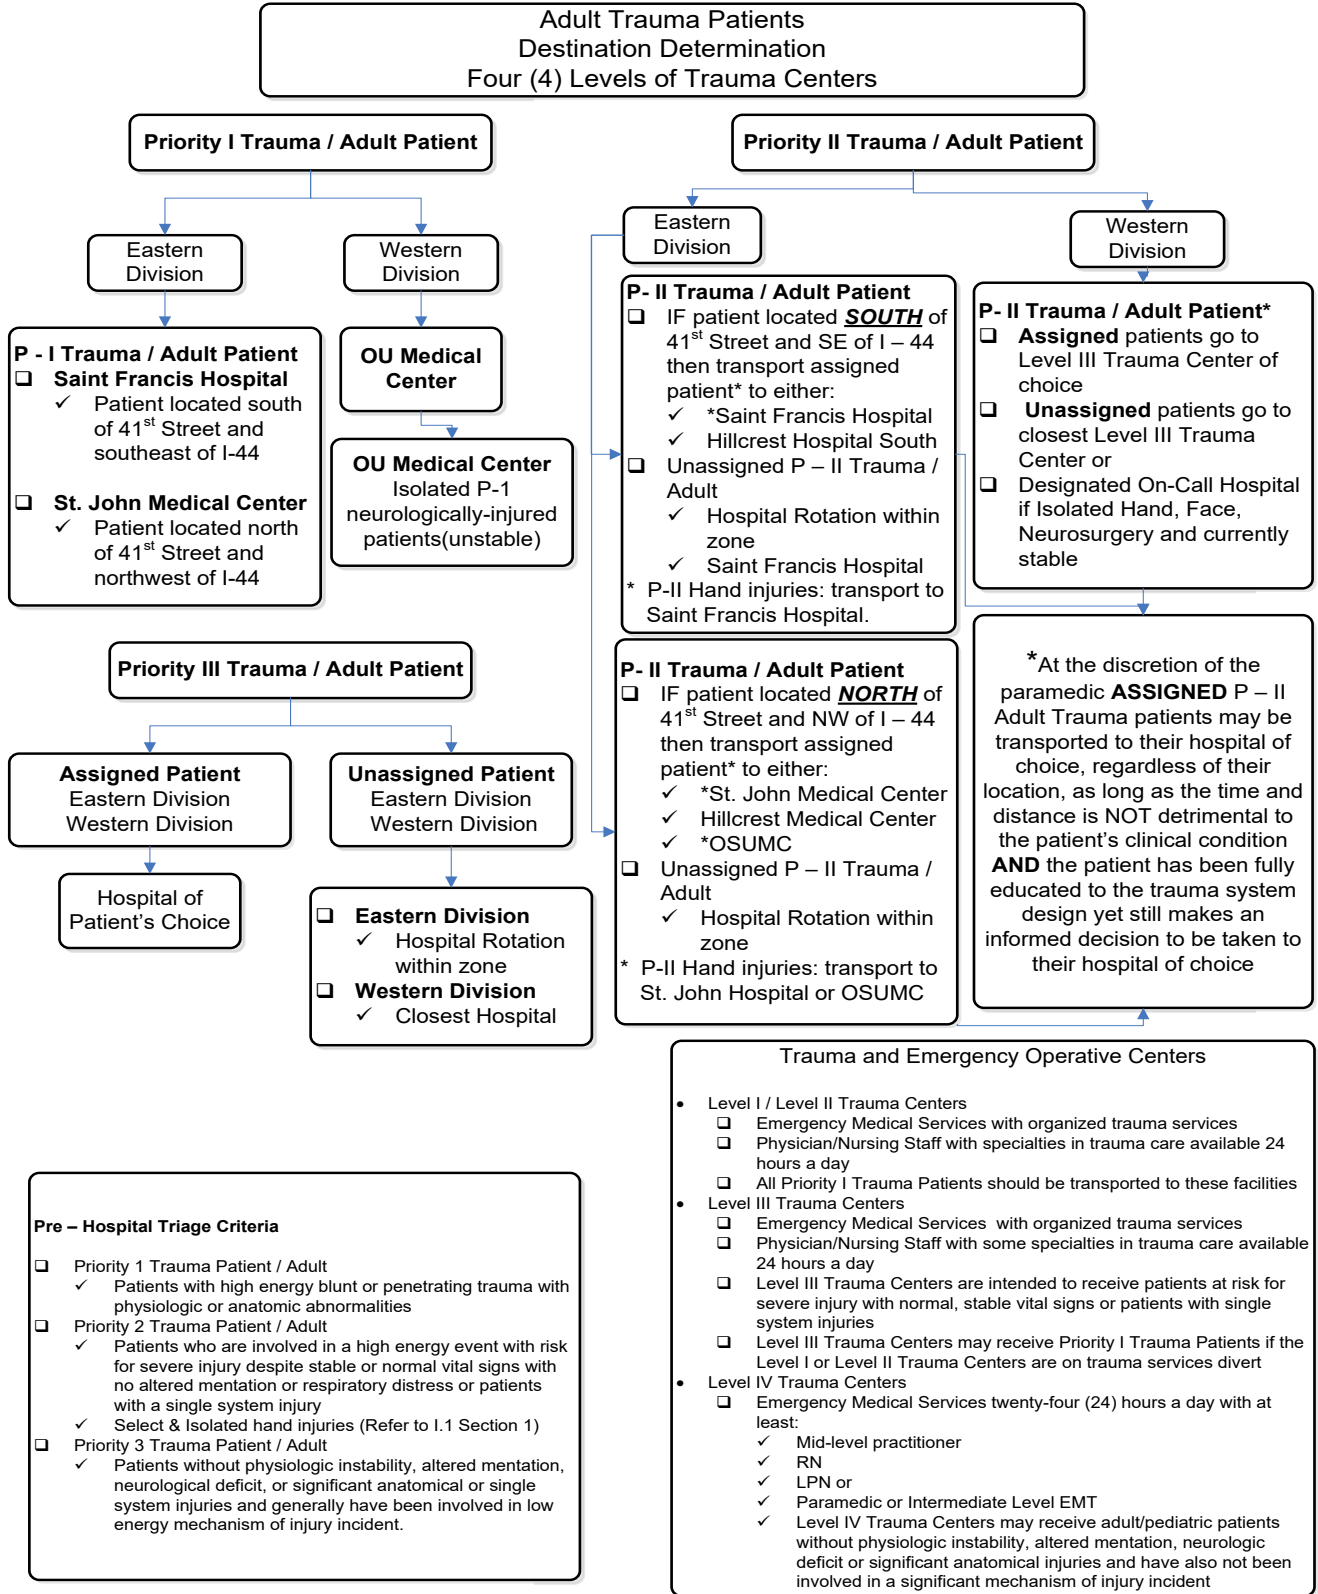 Adult Trauma Patients
Destination Determination
Four (4) Levels of Trauma Centers
Priority I Trauma / Adult Patient
Eastern
Division
Western
Division
P - I Trauma / Adult Patient
❑ Saint Francis Hospital
✓ Patient located south
of 41st Street and
southeast of I-44
❑ St. John Medical Center
✓ Patient located north
of 41st Street and
northwest of I-44
OU Medical
Center
OU Medical Center
Isolated P-1
neurologically-injured
patients(unstable)
Priority II Trauma / Adult Patient
Eastern
Division
Western
Division
P- II Trauma / Adult Patient
❑ IF patient located SOUTH of
41st Street and SE of I – 44
then transport assigned
patient* to either:
✓ *Saint Francis Hospital
✓ Hillcrest Hospital South
❑ Unassigned P – II Trauma /
Adult
✓ Hospital Rotation within
zone
✓ Saint Francis Hospital
* P-II Hand injuries: transport to
Saint Francis Hospital.
P- II Trauma / Adult Patient*
❑ Assigned patients go to
Level III Trauma Center of
choice
❑ Unassigned patients go to
closest Level III Trauma
Center or
❑ Designated On-Call Hospital
if Isolated Hand, Face,
Neurosurgery and currently
stable
P- II Trauma / Adult Patient
❑ IF patient located NORTH of
41st Street and NW of I – 44
then transport assigned
patient* to either:
✓ *St. John Medical Center
✓ Hillcrest Medical Center
✓ *OSUMC
❑ Unassigned P – II Trauma /
Adult
✓ Hospital Rotation within
zone
* P-II Hand injuries: transport to
St. John Hospital or OSUMC
*At the discretion of the
paramedic ASSIGNED P – II
Adult Trauma patients may be
transported to their hospital of
choice, regardless of their
location, as long as the time and
distance is NOT detrimental to
the patient's clinical condition
AND the patient has been fully
educated to the trauma system
design yet still makes an
informed decision to be taken to
their hospital of choice
Priority III Trauma / Adult Patient
Assigned Patient
Eastern Division
Western Division
Unassigned Patient
Eastern Division
Western Division
Hospital of
Patient's Choice
❑ Eastern Division
✓ Hospital Rotation
within zone
❑ Western Division
✓ Closest Hospital
Pre – Hospital Triage Criteria
❑ Priority 1 Trauma Patient / Adult
✓ Patients with high energy blunt or penetrating trauma with
physiologic or anatomic abnormalities
❑ Priority 2 Trauma Patient / Adult
✓ Patients who are involved in a high energy event with risk
for severe injury despite stable or normal vital signs with
no altered mentation or respiratory distress or patients
with a single system injury
✓ Select & Isolated hand injuries (Refer to I.1 Section 1)
❑ Priority 3 Trauma Patient / Adult
✓ Patients without physiologic instability, altered mentation,
neurological deficit, or significant anatomical or single
system injuries and generally have been involved in low
energy mechanism of injury incident.
Trauma and Emergency Operative Centers
• Level I / Level II Trauma Centers
❑ Emergency Medical Services with organized trauma services
❑ Physician/Nursing Staff with specialties in trauma care available 24
hours a day
❑ All Priority I Trauma Patients should be transported to these facilities
• Level III Trauma Centers
❑ Emergency Medical Services with organized trauma services
❑ Physician/Nursing Staff with some specialties in trauma care available
24 hours a day
❑ Level III Trauma Centers are intended to receive patients at risk for
severe injury with normal, stable vital signs or patients with single
system injuries
❑ Level III Trauma Centers may receive Priority I Trauma Patients if the
Level I or Level II Trauma Centers are on trauma services divert
• Level IV Trauma Centers
❑ Emergency Medical Services twenty-four (24) hours a day with at
least:
✓ Mid-level practitioner
✓ RN
✓ LPN or
✓ Paramedic or Intermediate Level EMT
✓ Level IV Trauma Centers may receive adult/pediatric patients
without physiologic instability, altered mentation, neurologic
deficit or significant anatomical injuries and have also not been
involved in a significant mechanism of injury incident